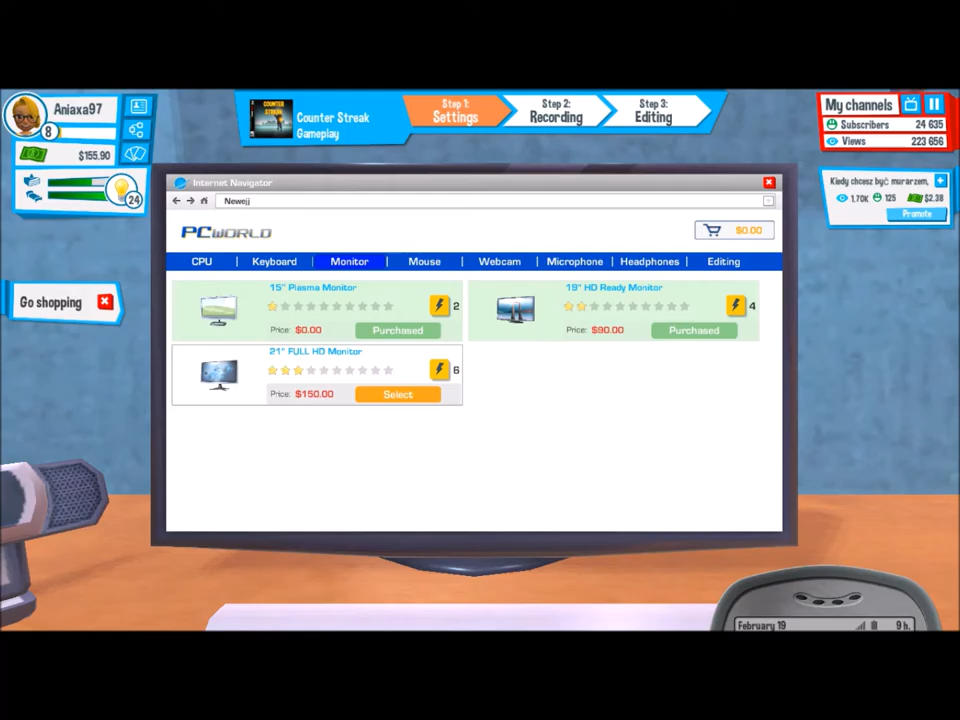 Aniaxa97
8
$155.90
24
COUNTER
STREAK
Counter Streak
Gameplay
Step 1:
Settings
Step 2:
Recording
Step 3:
Editing
My channels
Subscribers 24 635
Views 223 656
Kiedy chcesz być murarzem,
1.70K 125 $2.38
Promote
Go shopping
Internet Navigator
Newejj
PCWORLD
$0.00
CPU | Keyboard | Monitor | Mouse | Webcam | Microphone | Headphones | Editing
15" Plasma Monitor
2
Price: $0.00 Purchased
19" HD Ready Monitor
4
Price: $90.00 Purchased
21" FULL HD Monitor
6
Price: $150.00 Select
February 19 9 h.